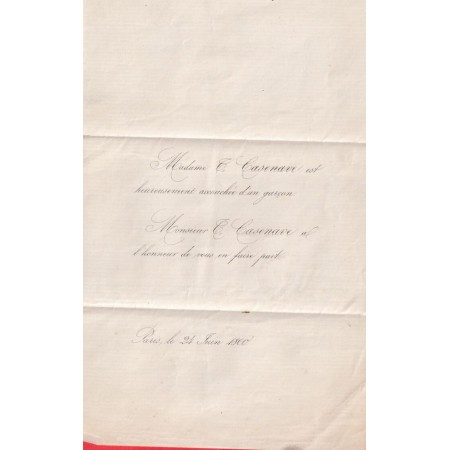 Madame T. Casenave est
heureusement accouchée d'un garçon
Monsieur T. Casenave a
l'honneur de vous en faire part.
Paris, le 24 Juin